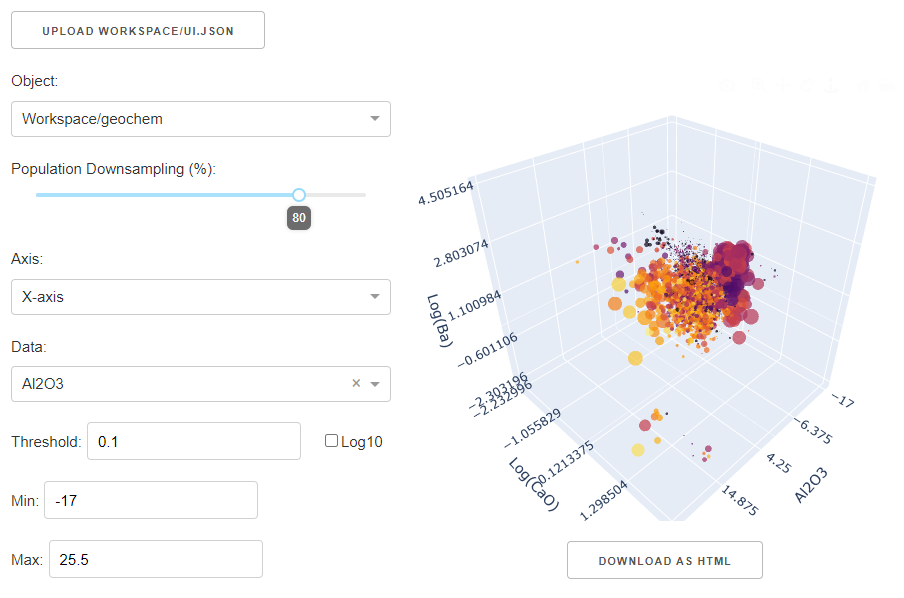 UPLOAD WORKSPACE/UI.JSON
Object:
Workspace/geochem
Population Downsampling (%):
80
Axis:
X-axis
Data:
Al2O3
×
Threshold:
0.1
Log10
Min:
-17
Max:
25.5
4.505164
2.803074
1.100984
−0.601106
−2.303196
Log(Ba)
−2.232996
−1.055829
0.1213375
1.298504
Log(CaO)
−17
−6.375
4.25
14.875
Al2O3
DOWNLOAD AS HTML